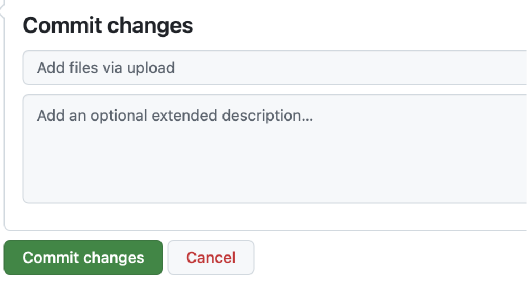 Commit changes
Add files via upload
Add an optional extended description...
Commit changes
Cancel